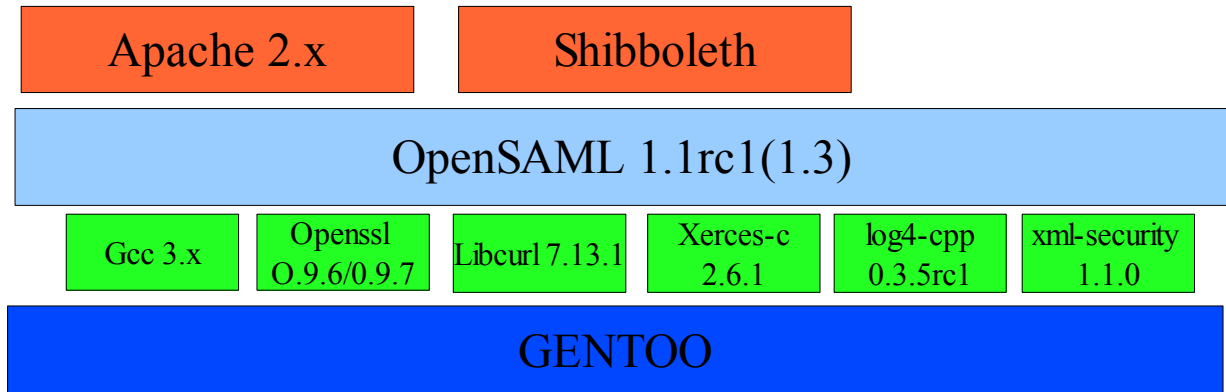 Apache 2.x
Shibboleth
OpenSAML 1.1rc1(1.3)
Gcc 3.x
Openssl
O.9.6/0.9.7
Libcurl 7.13.1
Xerces-c
2.6.1
log4-cpp
0.3.5rc1
xml-security
1.1.0
GENTOO